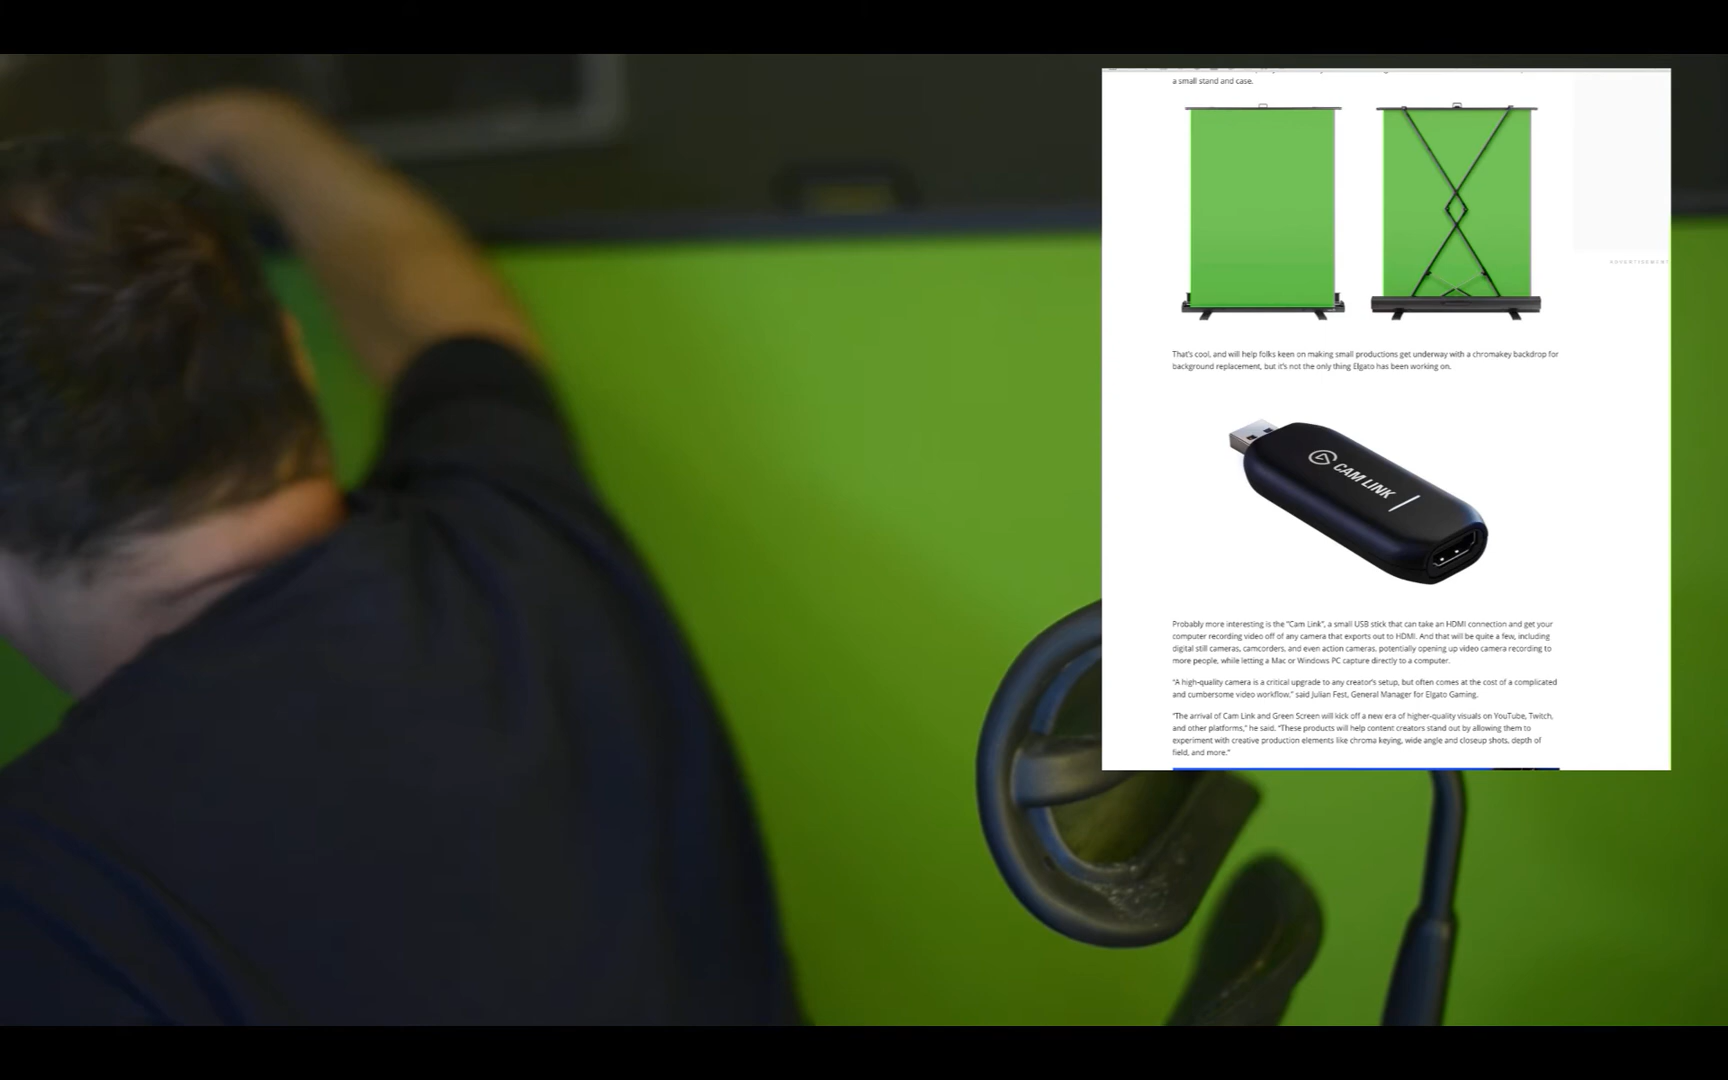 a small stand and case.
ADVERTISEMENT
That's cool, and will help folks keen on making small productions get underway with a chromakey backdrop for
background replacement, but it's not the only thing Elgato has been working on.
CAM LINK
Probably more interesting is the "Cam Link", a small USB stick that can take an HDMI connection and get your
computer recording video off of any camera that exports out to HDMI. And that will be quite a few, including
digital still cameras, camcorders, and even action cameras, potentially opening up video camera recording to
more people, while letting a Mac or Windows PC capture directly to a computer.
"A high-quality camera is a critical upgrade to any creator's setup, but often comes at the cost of a complicated
and cumbersome video workflow," said Julian Fest, General Manager for Elgato Gaming.
"The arrival of Cam Link and Green Screen will kick off a new era of higher-quality visuals on YouTube, Twitch,
and other platforms," he said. "These products will help content creators stand out by allowing them to
experiment with creative production elements like chroma keying, wide angle and closeup shots, depth of
field, and more."